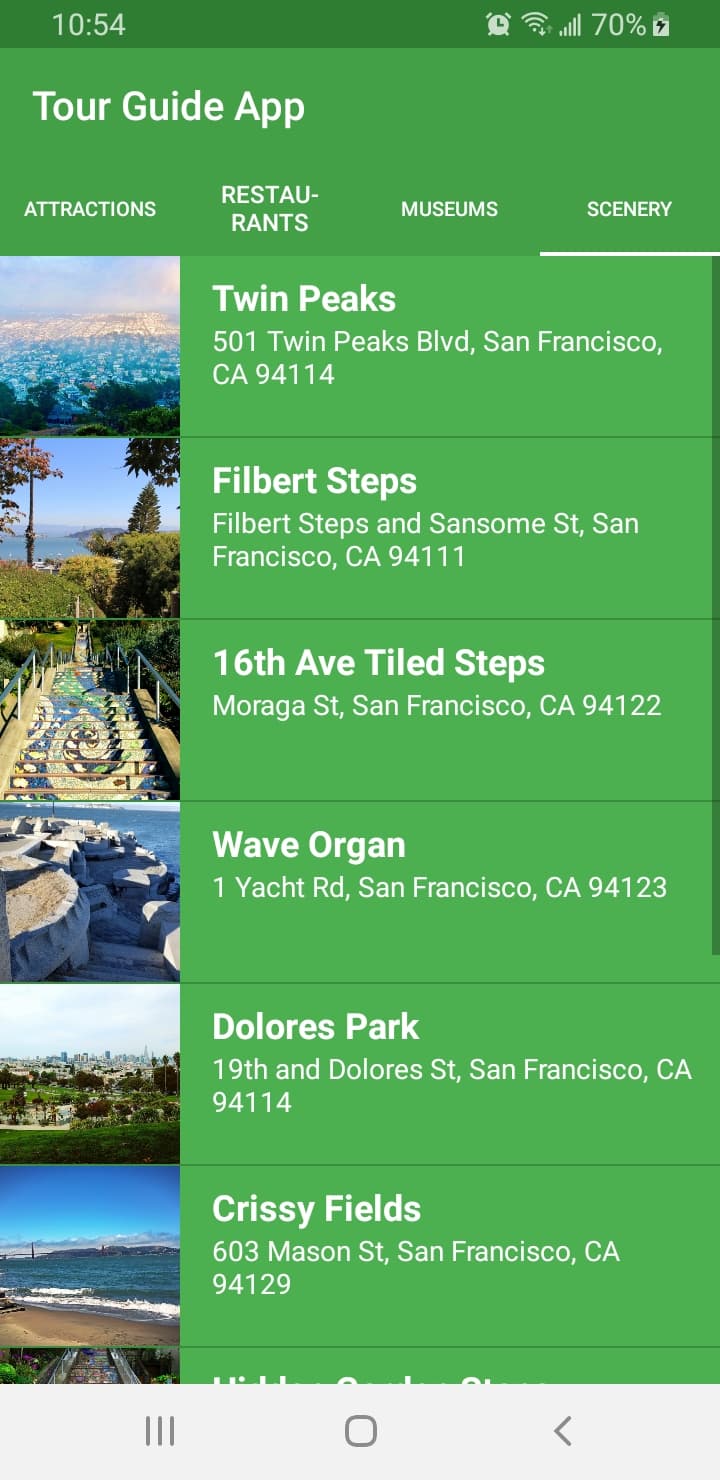 10:54
70%
Tour Guide App
ATTRACTIONS
RESTAU-
RANTS
MUSEUMS
SCENERY
Twin Peaks
501 Twin Peaks Blvd, San Francisco,
CA 94114
Filbert Steps
Filbert Steps and Sansome St, San
Francisco, CA 94111
16th Ave Tiled Steps
Moraga St, San Francisco, CA 94122
Wave Organ
1 Yacht Rd, San Francisco, CA 94123
Dolores Park
19th and Dolores St, San Francisco, CA
94114
Crissy Fields
603 Mason St, San Francisco, CA
94129
Hidden Garden Steps